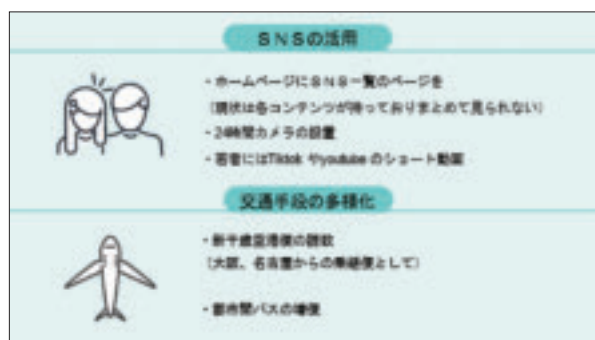 SNSの活用
・ホームページにSNS一覧のページを
(現状は各コンテンツが持っておりまとめて見られない)
・24時間カメラの設置
・若者にはTiktok やyoutube のショート動画
交通手段の多様化
・新千歳空港便の誘致
(大阪、名古屋からの乗継便として)
・都市間バスの増便